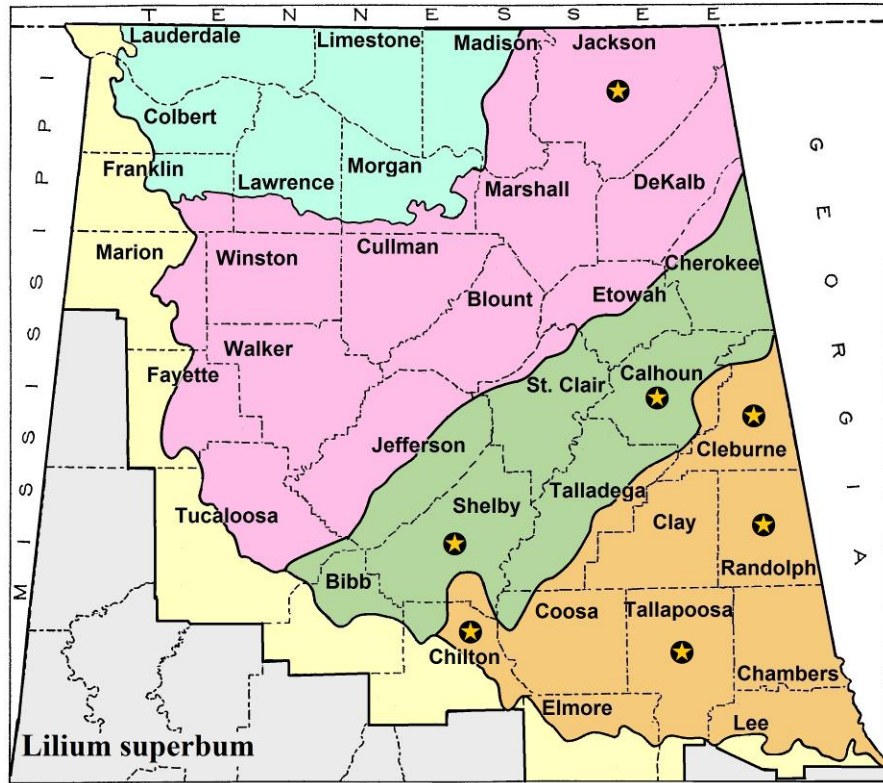 TENNESSEE
Lauderdale Limestone Madison Jackson
Colbert
Franklin Lawrence Morgan Marshall DeKalb
Marion Winston Cullman Cherokee
Blount Etowah
Walker
Fayette St. Clair Calhoun
Jefferson Cleburne
Shelby Talladega
Tucaloosa Clay
Bibb Randolph
Coosa Tallapoosa
Chilton Chambers
Elmore Lee
MISSISSIPPI
GEORGIA
Lilium superbum